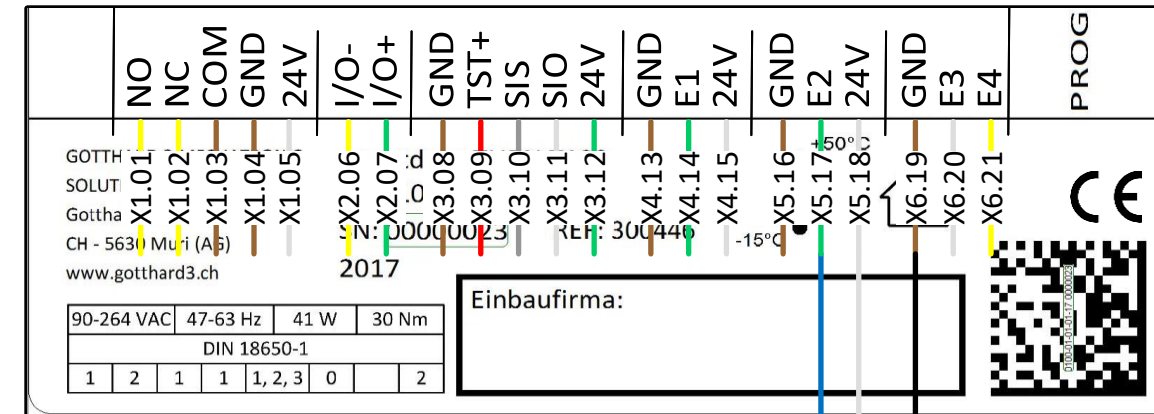 NO NC COM GND 24V I/O- I/O+ GND TST+ SIS SIO 24V GND E1 24V GND E2 24V GND E3 E4 PROG
X1.01 X1.02 X1.03 X1.04 X1.05 X2.06 X2.07 X3.08 X3.09 X3.10 X3.11 X3.12 X4.13 X4.14 X4.15 X5.16 X5.17 X5.18 X6.19 X6.20 X6.21
+50°C
GOTTH
SOLUT
Gottha
CH - 5630 Muri (AG)
www.gotthard3.ch
SN: 00000023 REF: 300446
-15°C
2017
CE
Einbaufirma:
90-264 VAC 47-63 Hz 41 W 30 Nm
DIN 18650-1
1 2 1 1 1, 2, 3 0 2
0100-01-01-17 0000023